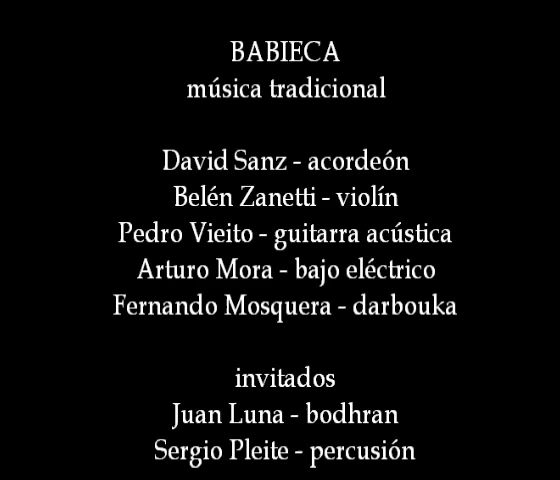 BABIECA
música tradicional
David Sanz - acordeón
Belén Zanetti - violín
Pedro Vieito - guitarra acústica
Arturo Mora - bajo eléctrico
Fernando Mosquera - darbouka
invitados
Juan Luna - bodhran
Sergio Pleite - percusión